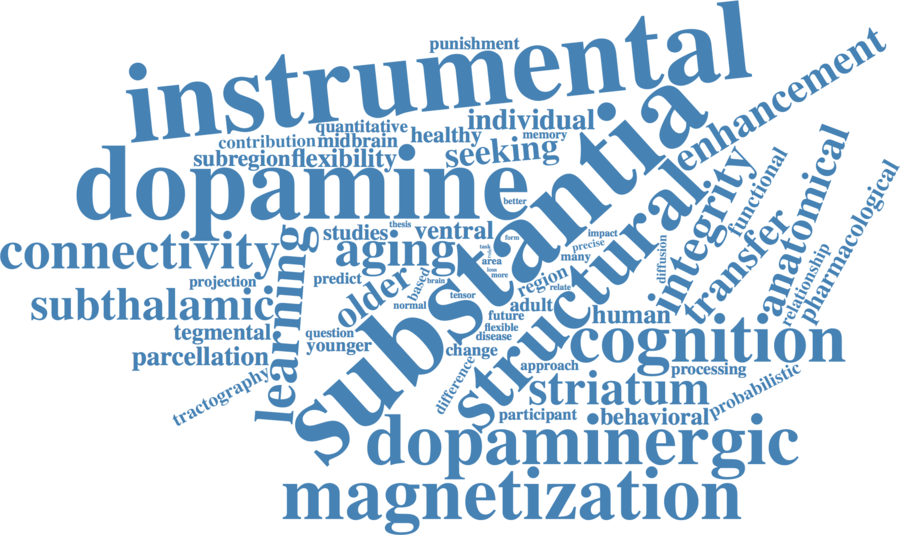 punishment
instrumental
enhancement
quantitative
individual
contribution
midbrain
healthy
memory
subregion
flexibility
seeking
dopamine
substantia
better
integrity
functional
anatomical
pharmacological
studies
thesis
ventral
form
impact
connectivity
learning
aging
task
precise
many
diffusion
transfer
relationship
area
projection
predict
older
based
brain
loss
more
region
relate
structural
subthalamic
normal
tensor
adult
human
tegmental
question
future
flexible
disease
cognition
parcellation
younger
change
approach
processing
tractography
difference
striatum
probabilistic
participant
behavioral
dopaminergic
magnetization